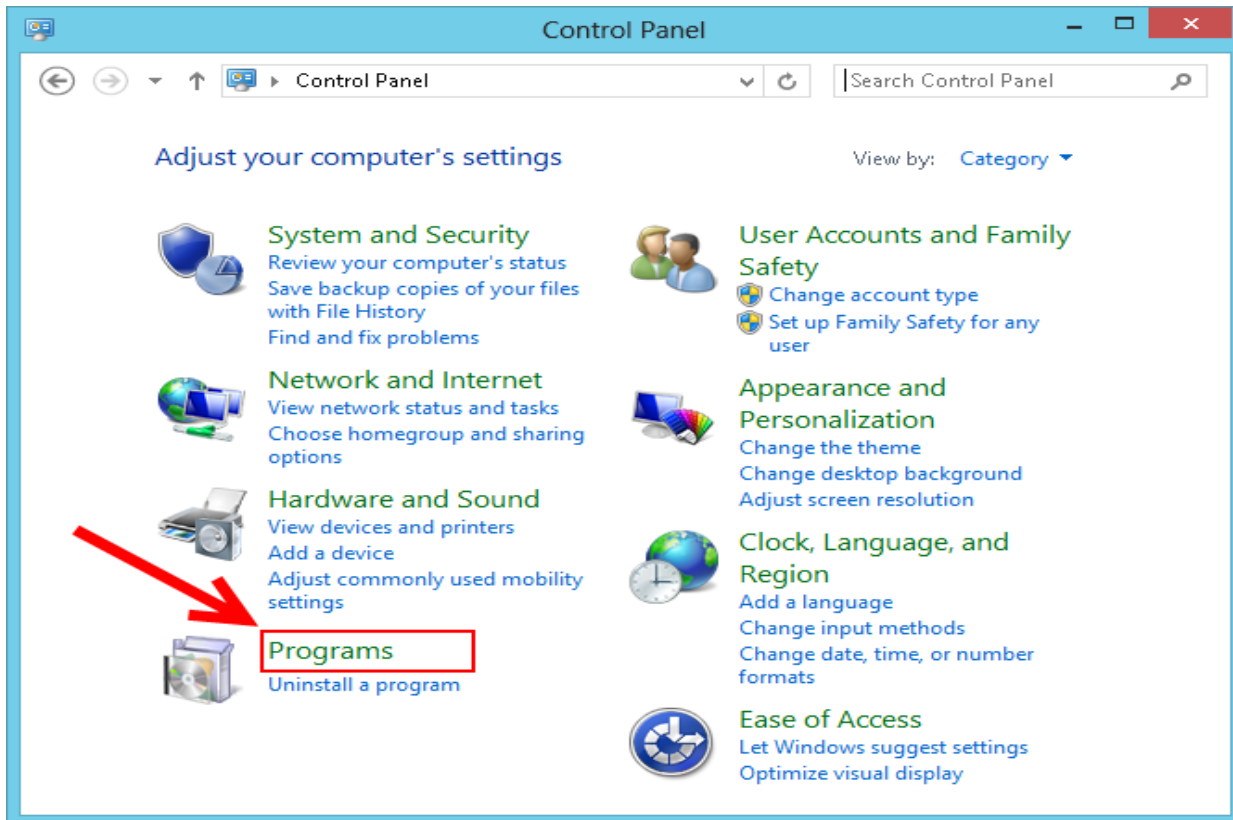 Control Panel
Control Panel
Search Control Panel
Adjust your computer's settings
View by: Category
System and Security
Review your computer's status
Save backup copies of your files
with File History
Find and fix problems
Network and Internet
View network status and tasks
Choose homegroup and sharing
options
Hardware and Sound
View devices and printers
Add a device
Adjust commonly used mobility
settings
Programs
Uninstall a program
User Accounts and Family
Safety
Change account type
Set up Family Safety for any
user
Appearance and
Personalization
Change the theme
Change desktop background
Adjust screen resolution
Clock, Language, and
Region
Add a language
Change input methods
Change date, time, or number
formats
Ease of Access
Let Windows suggest settings
Optimize visual display